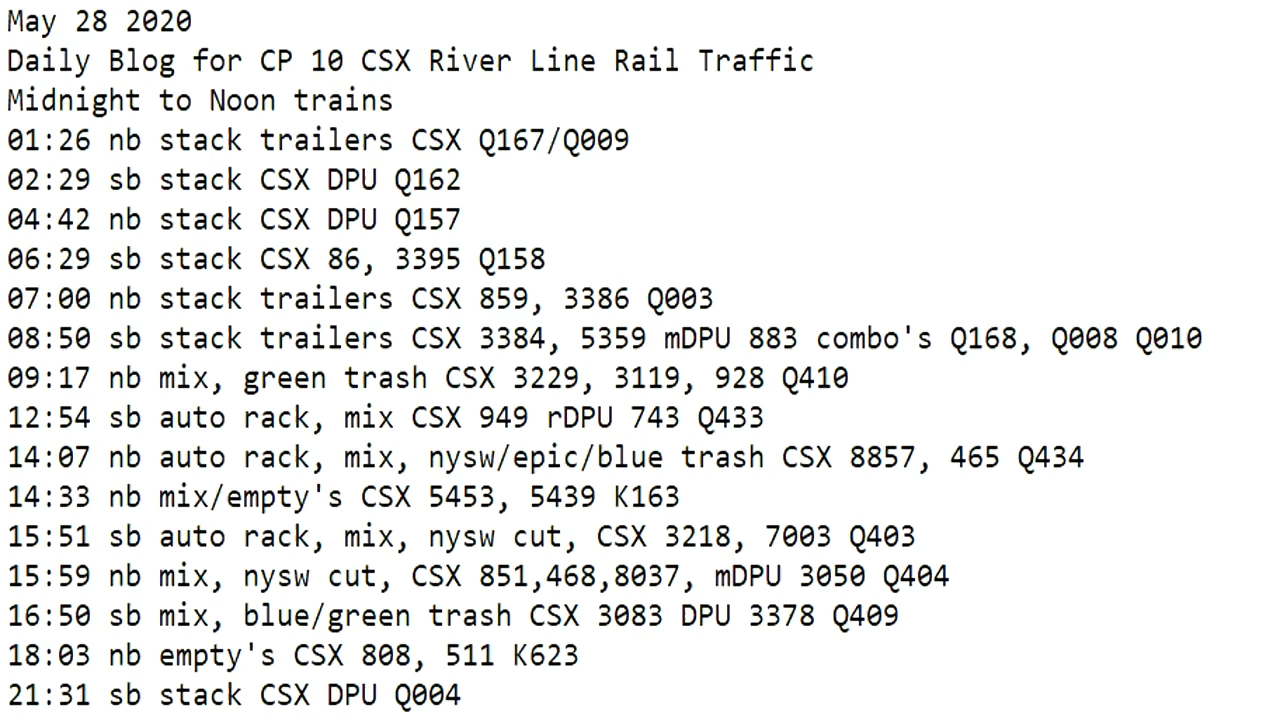 May 28 2020
Daily Blog for CP 10 CSX River Line Rail Traffic
Midnight to Noon trains
01:26 nb stack trailers CSX Q167/Q009
02:29 sb stack CSX DPU Q162
04:42 nb stack CSX DPU Q157
06:29 sb stack CSX 86, 3395 Q158
07:00 nb stack trailers CSX 859, 3386 Q003
08:50 sb stack trailers CSX 3384, 5359 mDPU 883 combo's Q168, Q008 Q010
09:17 nb mix, green trash CSX 3229, 3119, 928 Q410
12:54 sb auto rack, mix CSX 949 rDPU 743 Q433
14:07 nb auto rack, mix, nysw/epic/blue trash CSX 8857, 465 Q434
14:33 nb mix/empty's CSX 5453, 5439 K163
15:51 sb auto rack, mix, nysw cut, CSX 3218, 7003 Q403
15:59 nb mix, nysw cut, CSX 851,468,8037, mDPU 3050 Q404
16:50 sb mix, blue/green trash CSX 3083 DPU 3378 Q409
18:03 nb empty's CSX 808, 511 K623
21:31 sb stack CSX DPU Q004